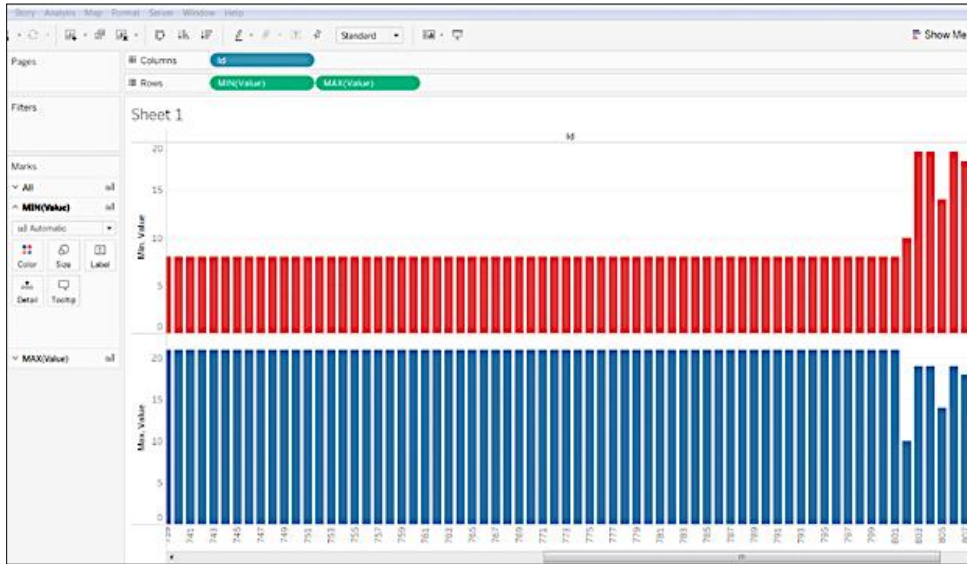 Story Analysis Map Format Server Window Help
Standard
Show Me
Pages
Columns
Id
Rows
MIN(Value)
MAX(Value)
Filters
Sheet 1
Id
Marks
All
MIN(Value)
Automatic
Color
Size
Label
Detail
Tooltip
MAX(Value)
Min. Value
20
15
10
5
0
Max. Value
20
15
10
5
0
739 741 743 745 747 749 751 753 755 757 759 761 763 765 767 769 771 773 775 777 779 781 783 785 787 789 791 793 795 797 799 801 803 805 807